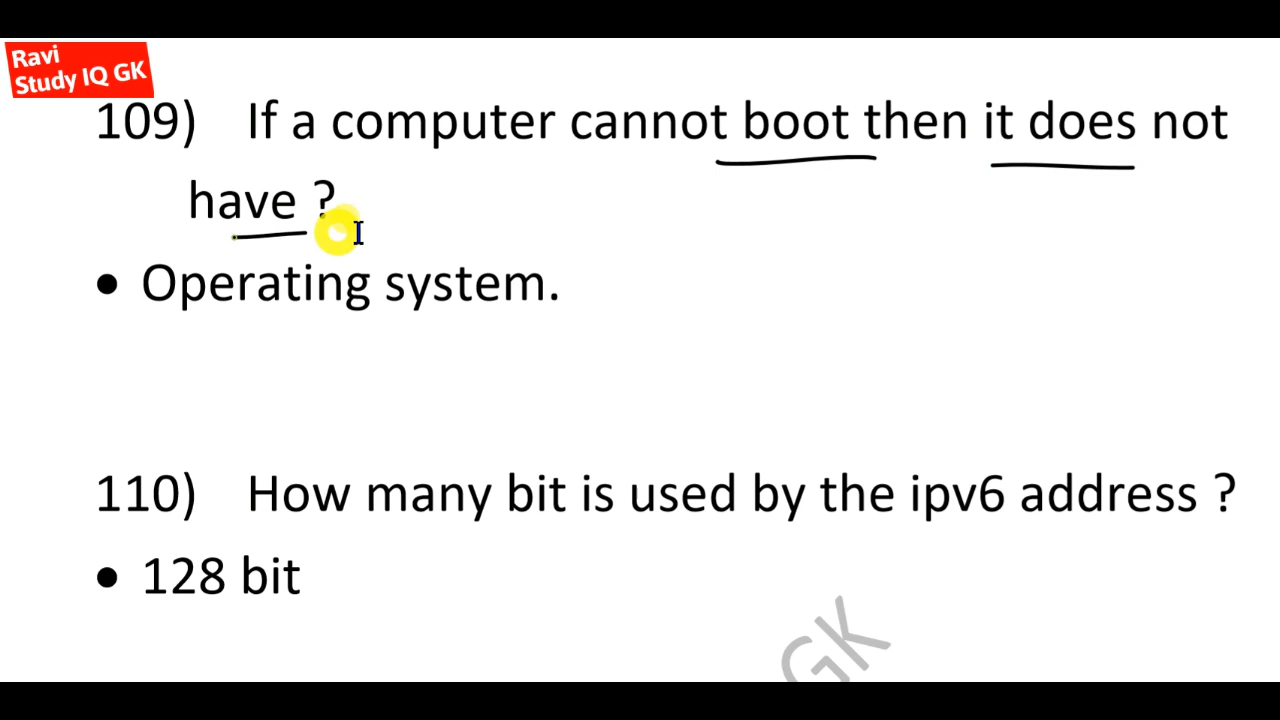 Ravi
Study IQ GK
109) If a computer cannot boot then it does not
have ?
• Operating system.
110) How many bit is used by the ipv6 address ?
• 128 bit
GK